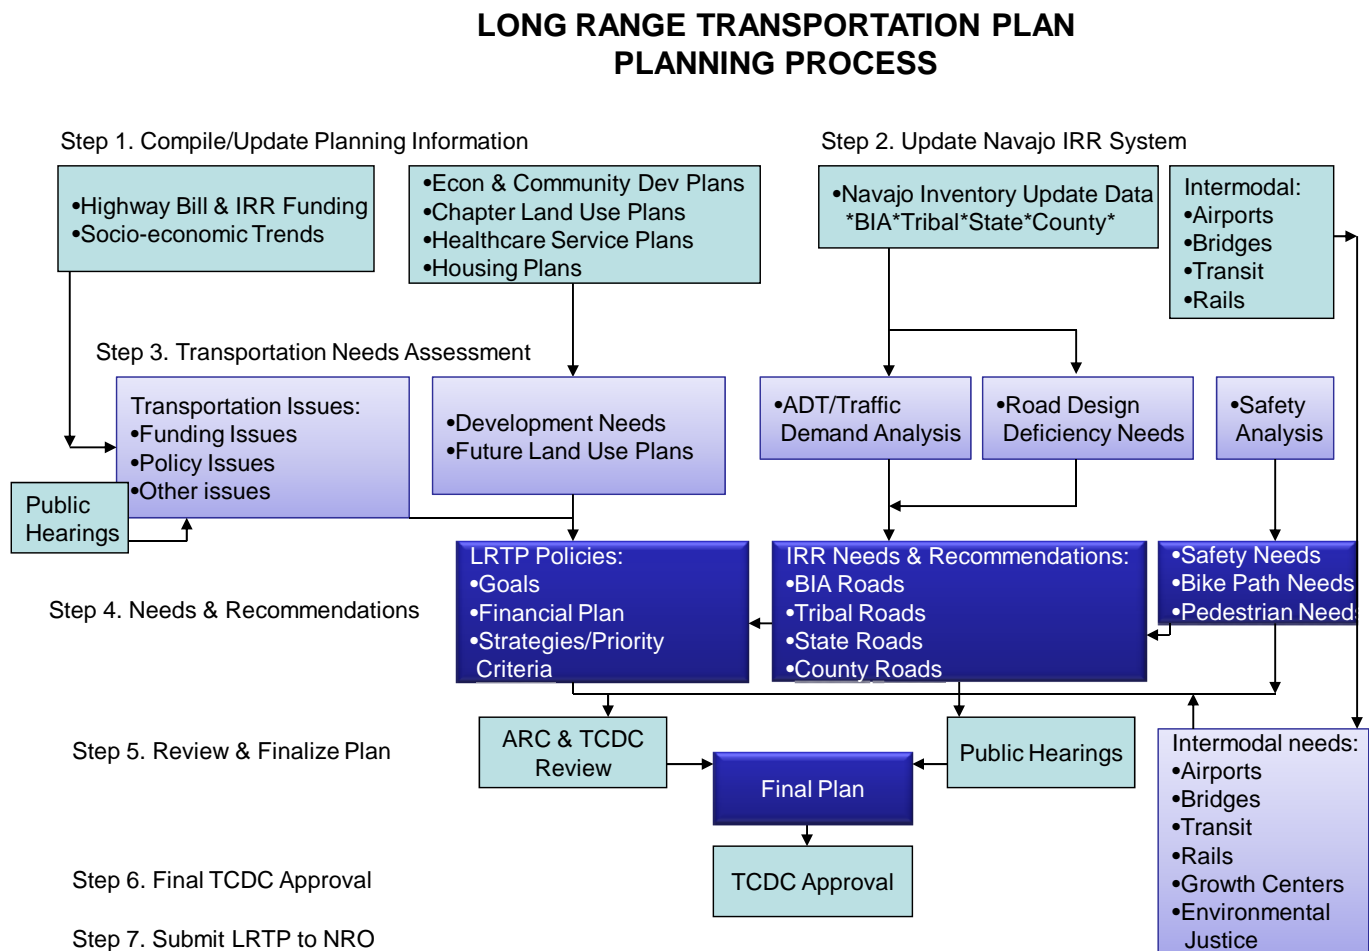 LONG RANGE TRANSPORTATION PLAN
PLANNING PROCESS
Step 1. Compile/Update Planning Information
Step 2. Update Navajo IRR System
•Highway Bill & IRR Funding
•Socio-economic Trends
•Econ & Community Dev Plans
•Chapter Land Use Plans
•Healthcare Service Plans
•Housing Plans
•Navajo Inventory Update Data
*BIA*Tribal*State*County*
Intermodal:
•Airports
•Bridges
•Transit
•Rails
Step 3. Transportation Needs Assessment
Transportation Issues:
•Funding Issues
•Policy Issues
•Other issues
•Development Needs
•Future Land Use Plans
•ADT/Traffic
Demand Analysis
•Road Design
Deficiency Needs
•Safety
Analysis
Public
Hearings
Step 4. Needs & Recommendations
LRTP Policies:
•Goals
•Financial Plan
•Strategies/Priority
Criteria
IRR Needs & Recommendations:
•BIA Roads
•Tribal Roads
•State Roads
•County Roads
•Safety Needs
•Bike Path Needs
•Pedestrian Needs
Step 5. Review & Finalize Plan
ARC & TCDC
Review
Final Plan
Public Hearings
Intermodal needs:
•Airports
•Bridges
•Transit
•Rails
•Growth Centers
•Environmental
Justice
Step 6. Final TCDC Approval
TCDC Approval
Step 7. Submit LRTP to NRO